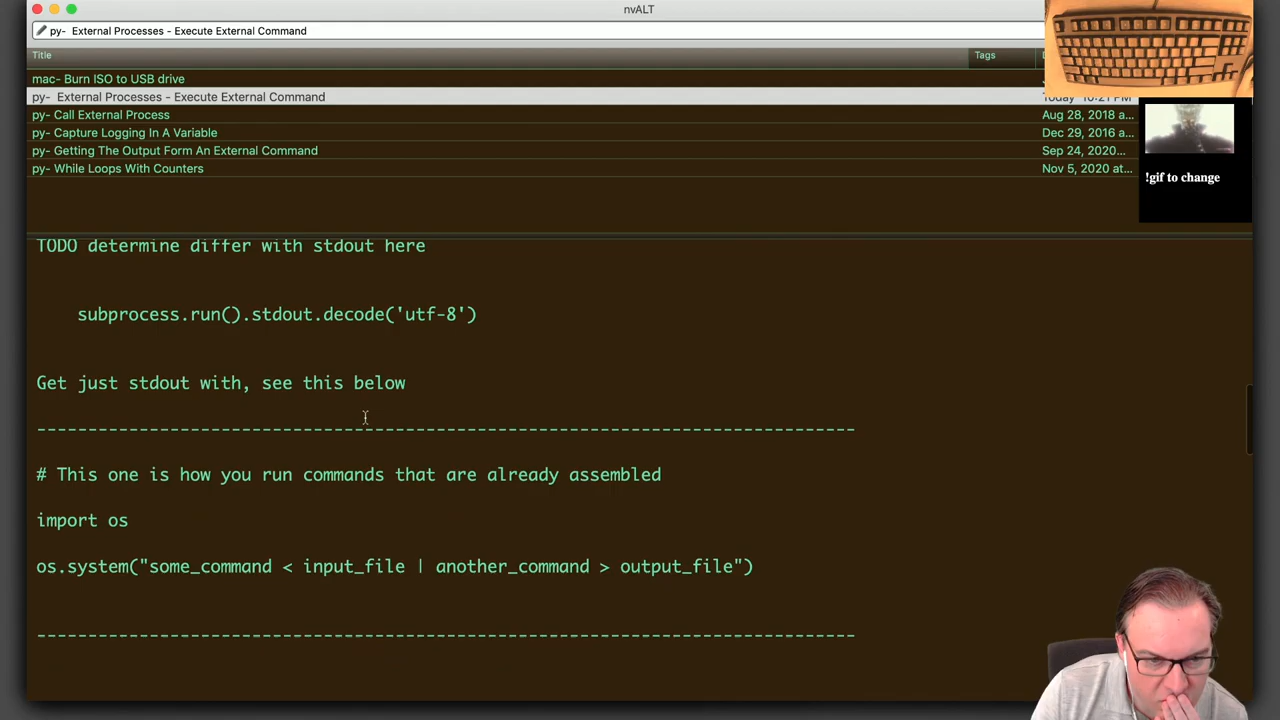 nvALT
py-  External Processes - Execute External Command
Title
Tags
mac- Burn ISO to USB drive
py-  External Processes - Execute External Command
py- Call External Process
Aug 28, 2018 a...
py- Capture Logging In A Variable
Dec 29, 2016 a...
py- Getting The Output Form An External Command
Sep 24, 2020...
py- While Loops With Counters
Nov 5, 2020 at...
!gif to change
TODO determine differ with stdout here
subprocess.run().stdout.decode('utf-8')
Get just stdout with, see this below
--------------------------------------------------------------------------------
# This one is how you run commands that are already assembled
import os
os.system("some_command < input_file | another_command > output_file")
--------------------------------------------------------------------------------